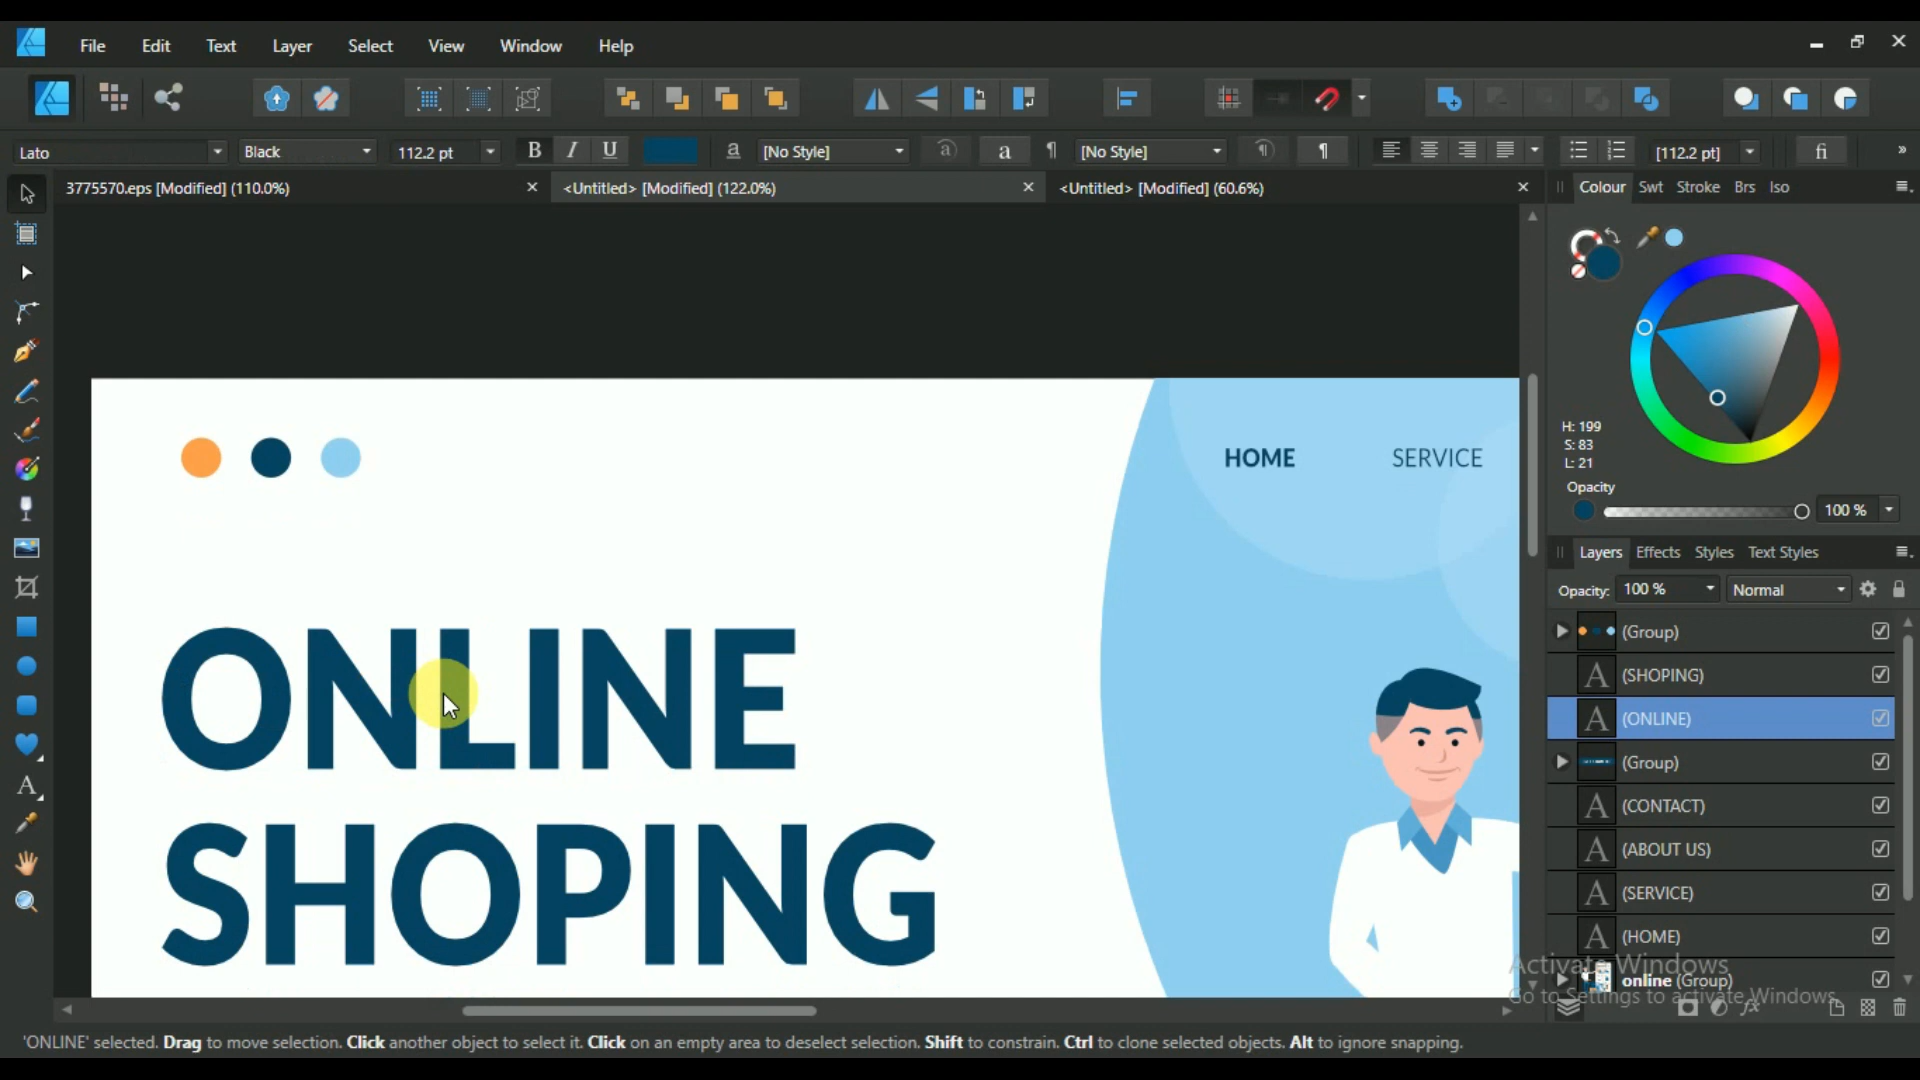 File Edit Text Layer Select View Window Help
Lato Black 112.2 pt B I U a [No Style] a a ¶ [No Style] ¶ ¶ [112.2 pt] fi »
3775570.eps [Modified] (110.0%) <Untitled> [Modified] (122.0%) <Untitled> [Modified] (60.6%)
Colour Swt Stroke Brs Iso
H: 199
S: 83
L: 21
Opacity
100 %
HOME SERVICE
ONLINE
SHOPING
Layers Effects Styles Text Styles
Opacity: 100 % Normal
(Group)
A (SHOPING)
A (ONLINE)
(Group)
A (CONTACT)
A (ABOUT US)
A (SERVICE)
A (HOME)
online (Group)
Activate Windows
Go to Settings to activate Windows.
A
fx
'ONLINE' selected. Drag to move selection. Click another object to select it. Click on an empty area to deselect selection. Shift to constrain. Ctrl to clone selected objects. Alt to ignore snapping.